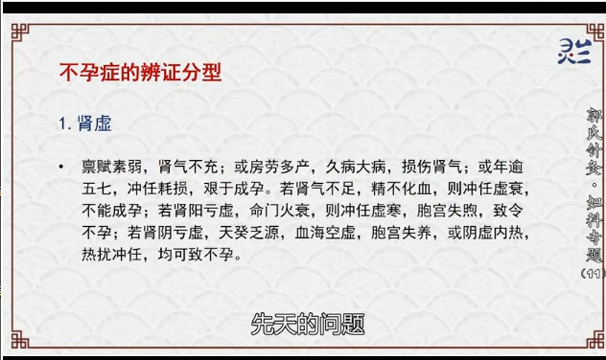 灵兰
不孕症的辨证分型
1.肾虚
• 禀赋素弱，肾气不充；或房劳多产，久病大病，损伤肾气；或年逾
五七，冲任耗损，艰于成孕。若肾气不足，精不化血，则冲任虚衰，
不能成孕；若肾阳亏虚，命门火衰，则冲任虚寒，胞宫失煦，致令
不孕；若肾阴亏虚，天癸乏源，血海空虚，胞宫失养，或阴虚内热，
热扰冲任，均可致不孕。
郭氏针灸·妇科专题(11)
先天的问题